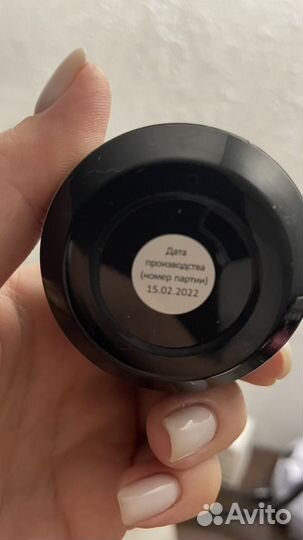 Дата
производства
(номер партии)
15.02.2022
Avito